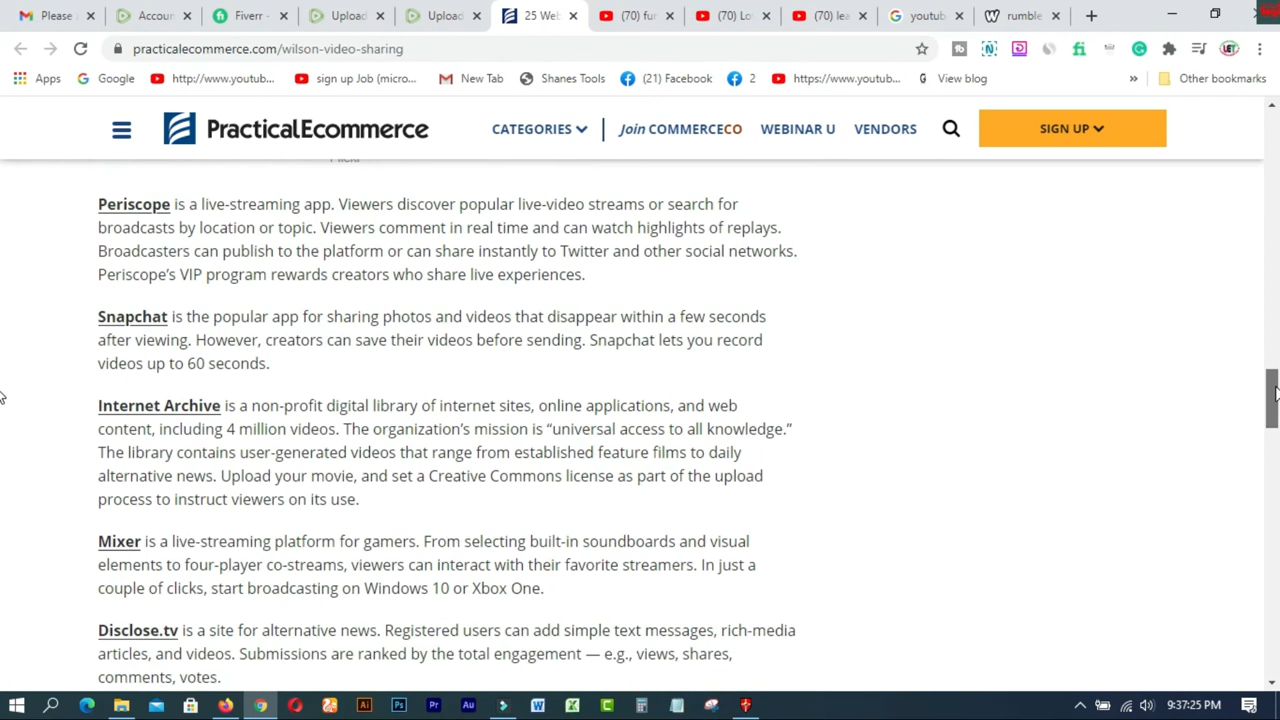 Please
Accoun
Fiverr -
Upload
Upload
25 Web
(70) fur
(70) Lo
(70) lea
youtub
rumble
practicalecommerce.com/wilson-video-sharing
Apps
Google
http://www.youtub...
sign up Job (micro...
New Tab
Shanes Tools
(21) Facebook
2
https://www.youtub...
View blog
»
Other bookmarks
PracticalEcommerce
CATEGORIES
Join COMMERCECO
WEBINAR U
VENDORS
SIGN UP
Periscope is a live-streaming app. Viewers discover popular live-video streams or search for
broadcasts by location or topic. Viewers comment in real time and can watch highlights of replays.
Broadcasters can publish to the platform or can share instantly to Twitter and other social networks.
Periscope’s VIP program rewards creators who share live experiences.
Snapchat is the popular app for sharing photos and videos that disappear within a few seconds
after viewing. However, creators can save their videos before sending. Snapchat lets you record
videos up to 60 seconds.
Internet Archive is a non-profit digital library of internet sites, online applications, and web
content, including 4 million videos. The organization’s mission is “universal access to all knowledge.”
The library contains user-generated videos that range from established feature films to daily
alternative news. Upload your movie, and set a Creative Commons license as part of the upload
process to instruct viewers on its use.
Mixer is a live-streaming platform for gamers. From selecting built-in soundboards and visual
elements to four-player co-streams, viewers can interact with their favorite streamers. In just a
couple of clicks, start broadcasting on Windows 10 or Xbox One.
Disclose.tv is a site for alternative news. Registered users can add simple text messages, rich-media
articles, and videos. Submissions are ranked by the total engagement — e.g., views, shares,
comments, votes.
9:37:25 PM